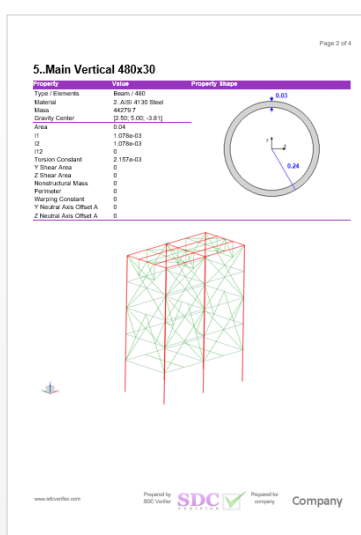 Page 2 of 4
5..Main Vertical 480x30
Property Value Property Shape
Type / Elements Beam / 480
Material 2..AISI 4130 Steel
Mass 44279.7
Gravity Center [2.50; 5.00; -3.81]
Area 0.04
I1 1.078e-03
I2 1.078e-03
I12 0
Torsion Constant 2.157e-03
Y Shear Area 0
Z Shear Area 0
Nonstructural Mass 0
Perimeter 0
Warping Constant 0
Y Neutral Axis Offset A 0
Z Neutral Axis Offset A 0
0.03
Y
Z
0.24
www.sdcverifier.com
Prepared by
SDC Verifier
SDC
VERIFIER
Prepared for
company
Company